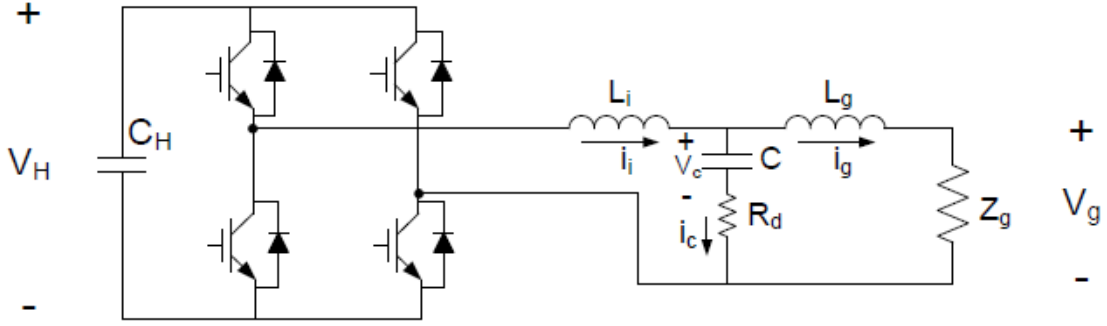 +
V_H
-
C_H
L_i
i_i
+
V_c
-
C
i_c
R_d
L_g
i_g
Z_g
+
V_g
-